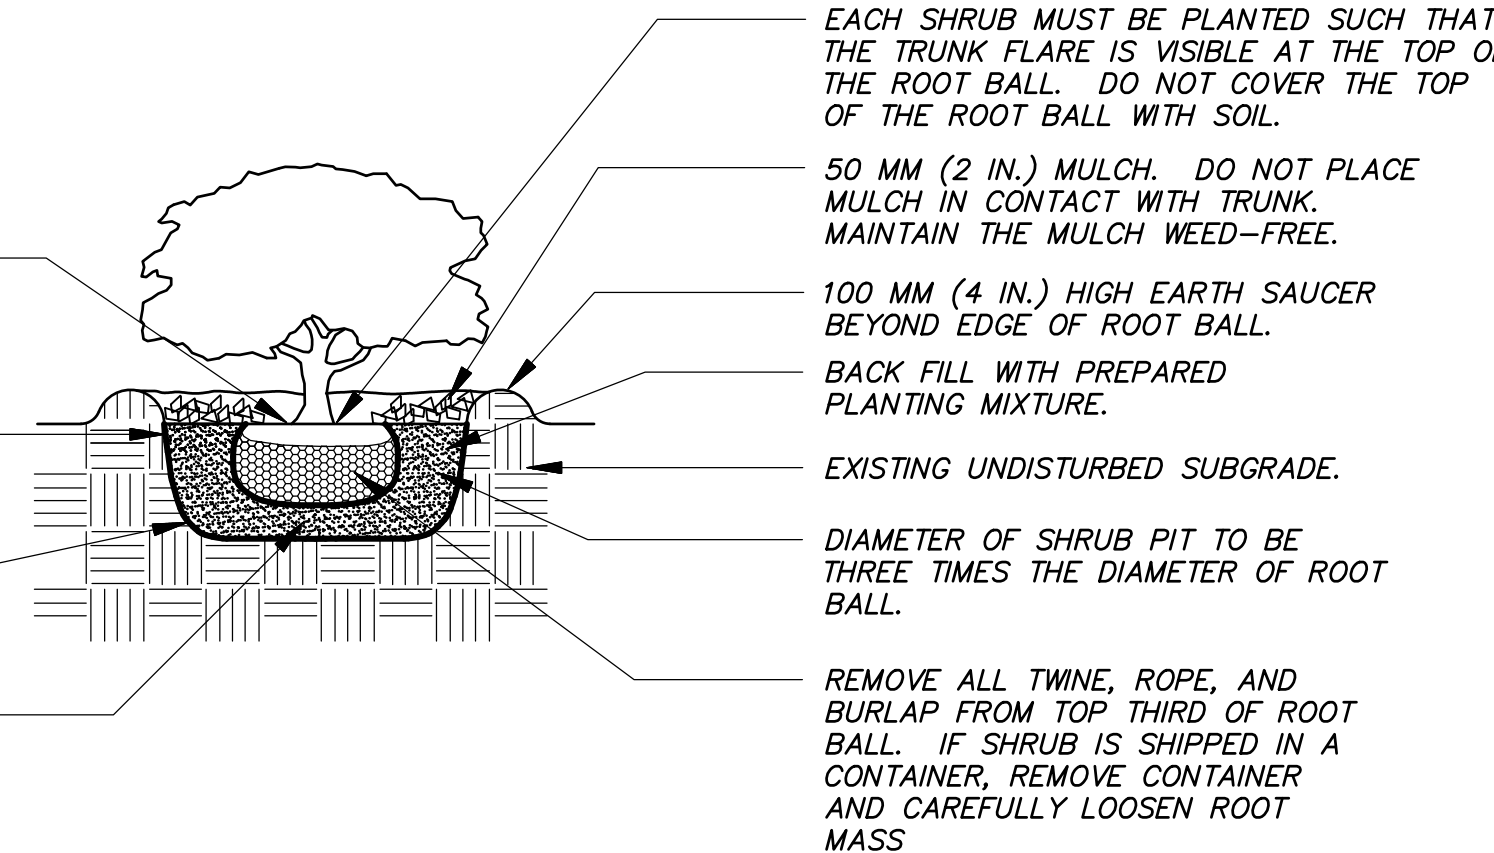 EACH SHRUB MUST BE PLANTED SUCH THAT
THE TRUNK FLARE IS VISIBLE AT THE TOP
THE ROOT BALL. DO NOT COVER THE TOP
OF THE ROOT BALL WITH SOIL.
50 MM (2 IN.) MULCH. DO NOT PLACE
MULCH IN CONTACT WITH TRUNK.
MAINTAIN THE MULCH WEED–FREE.
100 MM (4 IN.) HIGH EARTH SAUCER
BEYOND EDGE OF ROOT BALL.
BACK FILL WITH PREPARED
PLANTING MIXTURE.
EXISTING UNDISTURBED SUBGRADE.
DIAMETER OF SHRUB PIT TO BE
THREE TIMES THE DIAMETER OF ROOT
BALL.
REMOVE ALL TWINE, ROPE, AND
BURLAP FROM TOP THIRD OF ROOT
BALL. IF SHRUB IS SHIPPED IN A
CONTAINER, REMOVE CONTAINER
AND CAREFULLY LOOSEN ROOT
MASS